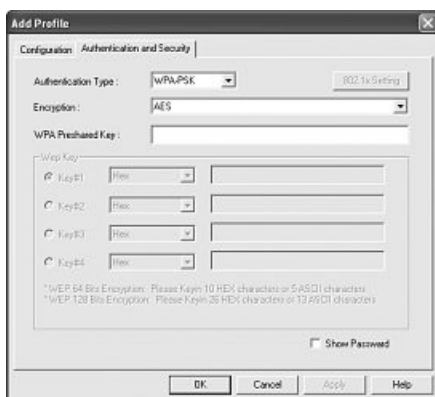 Add Profile
Configuration Authentication and Security
Authentication Type : WPA-PSK 802.1x Setting
Encryption : AES
WPA Preshared Key :
Wep Key
Key#1 Hex
Key#2 Hex
Key#3 Hex
Key#4 Hex
* WEP 64 Bits Encryption: Please Keyin 10 HEX characters or 5 ASCII characters
* WEP 128 Bits Encryption: Please Keyin 26 HEX characters or 13 ASCII characters
Show Password
OK Cancel Apply Help